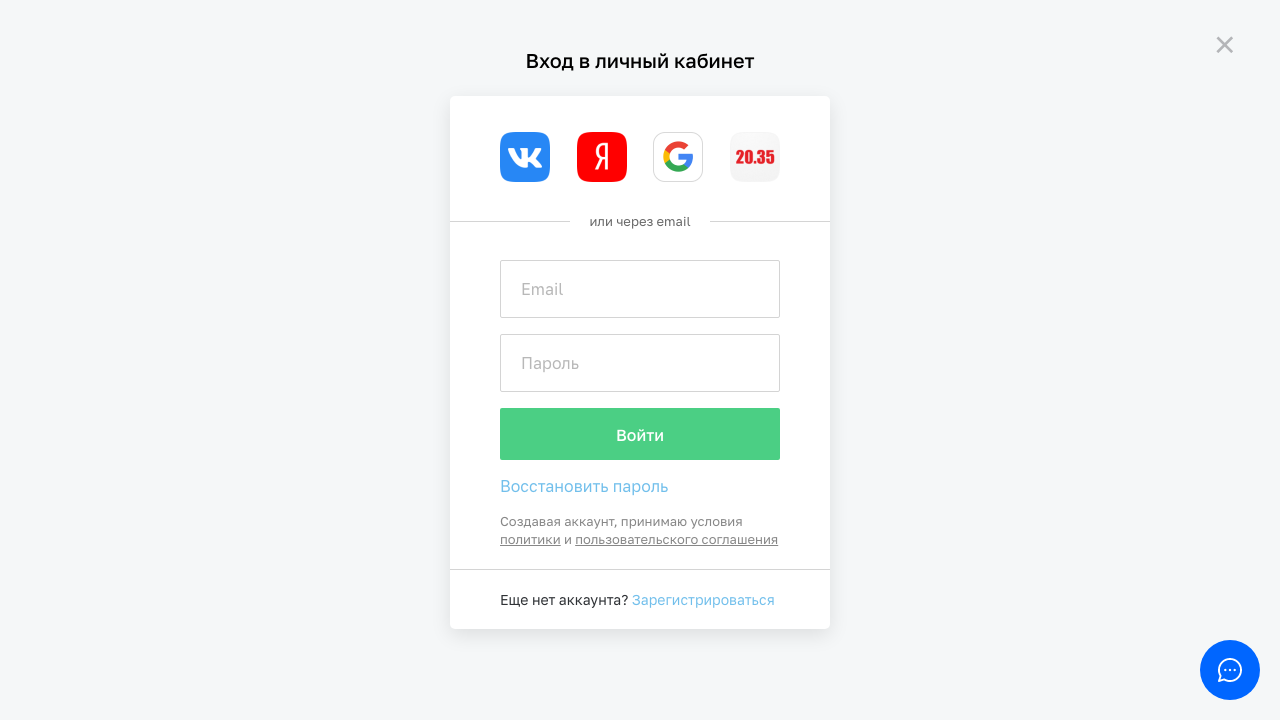 Вход в личный кабинет
20.35
или через email
Email
Пароль
Войти
Восстановить пароль
Создавая аккаунт, принимаю условия
политики и пользовательского соглашения
Еще нет аккаунта? Зарегистрироваться